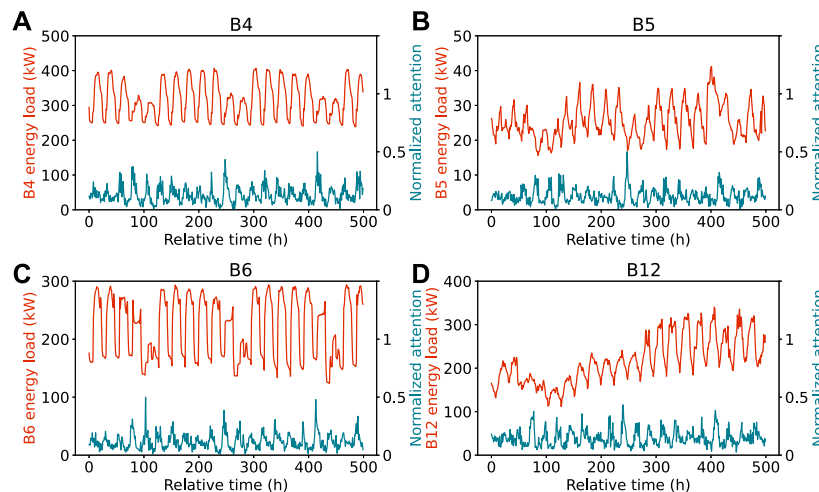 A
B4
B4 energy load (kW)
500
400
300
200
100
0
1
0.5
0
Normalized attention
0 100 200 300 400 500
Relative time (h)
B
B5
B5 energy load (kW)
50
40
30
20
10
0
1
0.5
0
Normalized attention
0 100 200 300 400 500
Relative time (h)
C
B6
B6 energy load (kW)
300
200
100
0
1
0.5
0
Normalized attention
0 100 200 300 400 500
Relative time (h)
D
B12
B12 energy load (kW)
400
300
200
100
0
1
0.5
0
Normalized attention
0 100 200 300 400 500
Relative time (h)